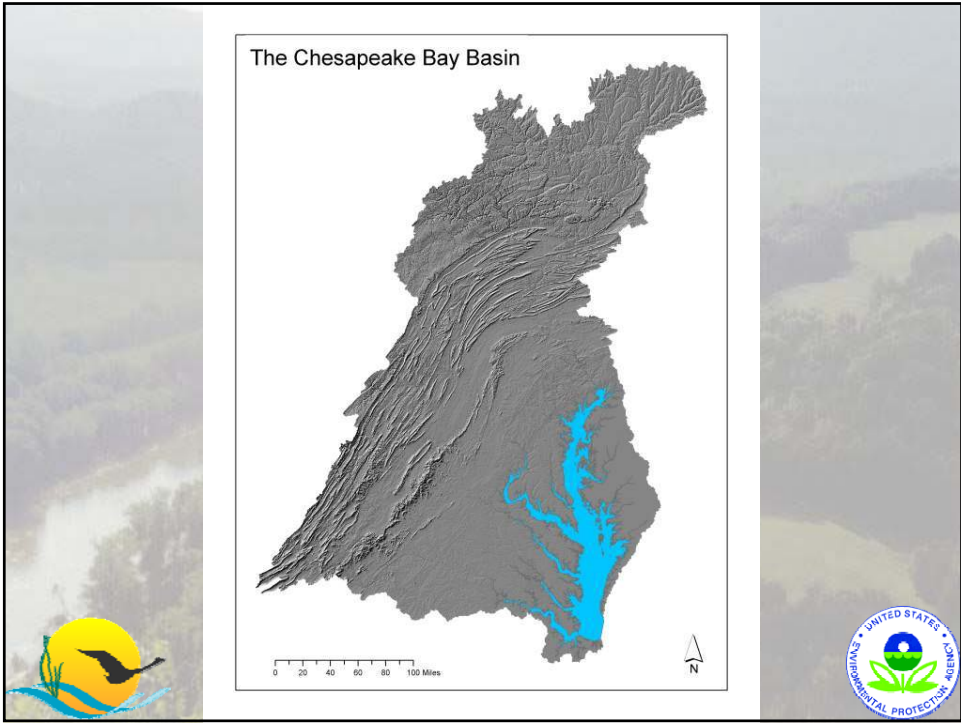 The Chesapeake Bay Basin
0 20 40 60 80 100 Miles
N
UNITED STATES
ENVIRONMENTAL PROTECTION AGENCY